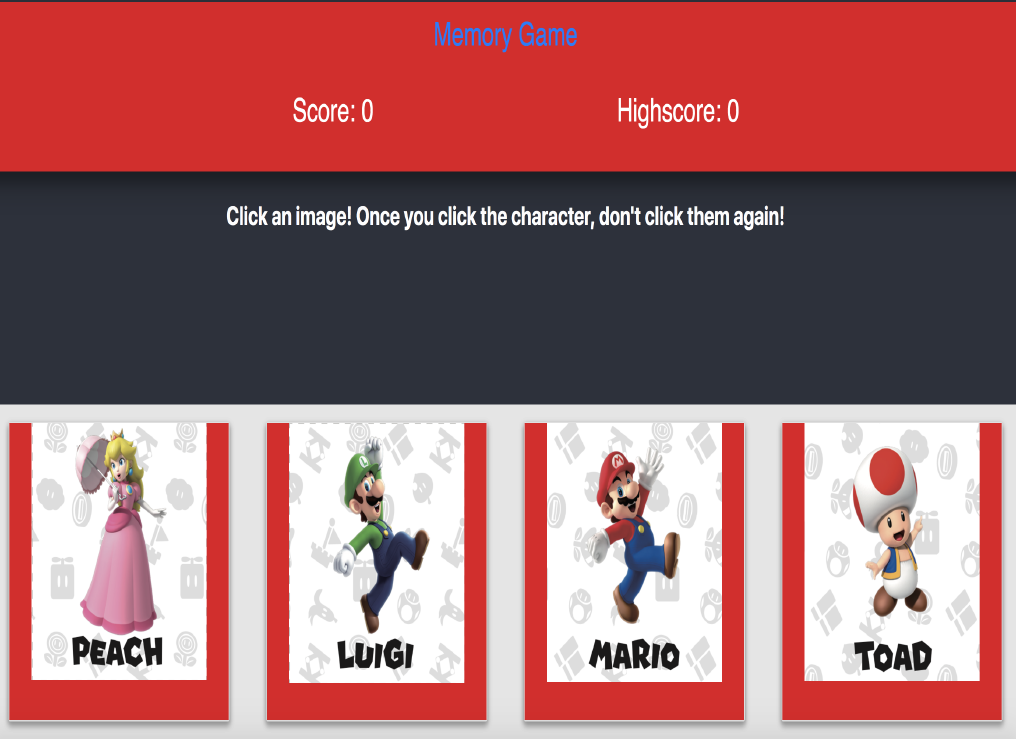 Memory Game
Score: 0 Highscore: 0
Click an image! Once you click the character, don't click them again!
PEACH LUIGI MARIO TOAD